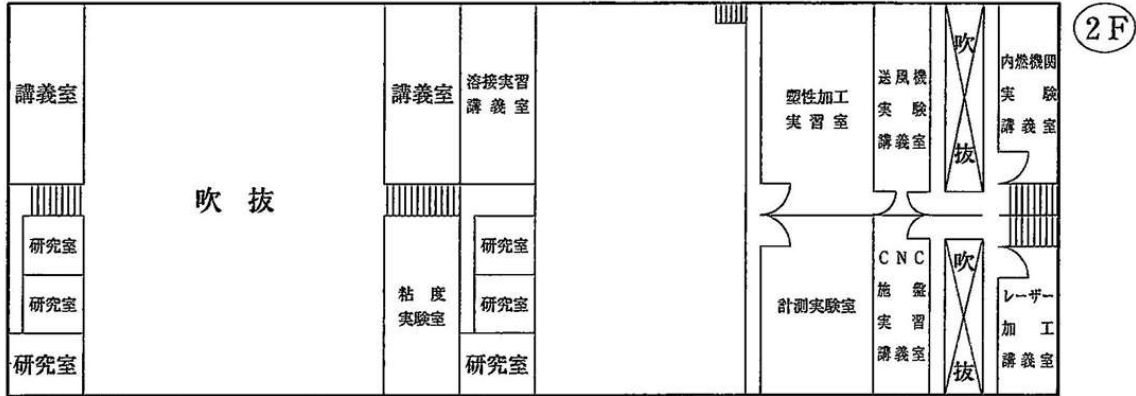 2F
講義室
吹抜
講義室
溶接実習
講義室
塑性加工
実習室
送風機
実験
講義室
吹
抜
内燃機関
実験
講義室
研究室
研究室
研究室
粘度
実験室
研究室
研究室
研究室
計測実験室
CNC
施盤
実習
講義室
吹
抜
レーザー
加工
講義室